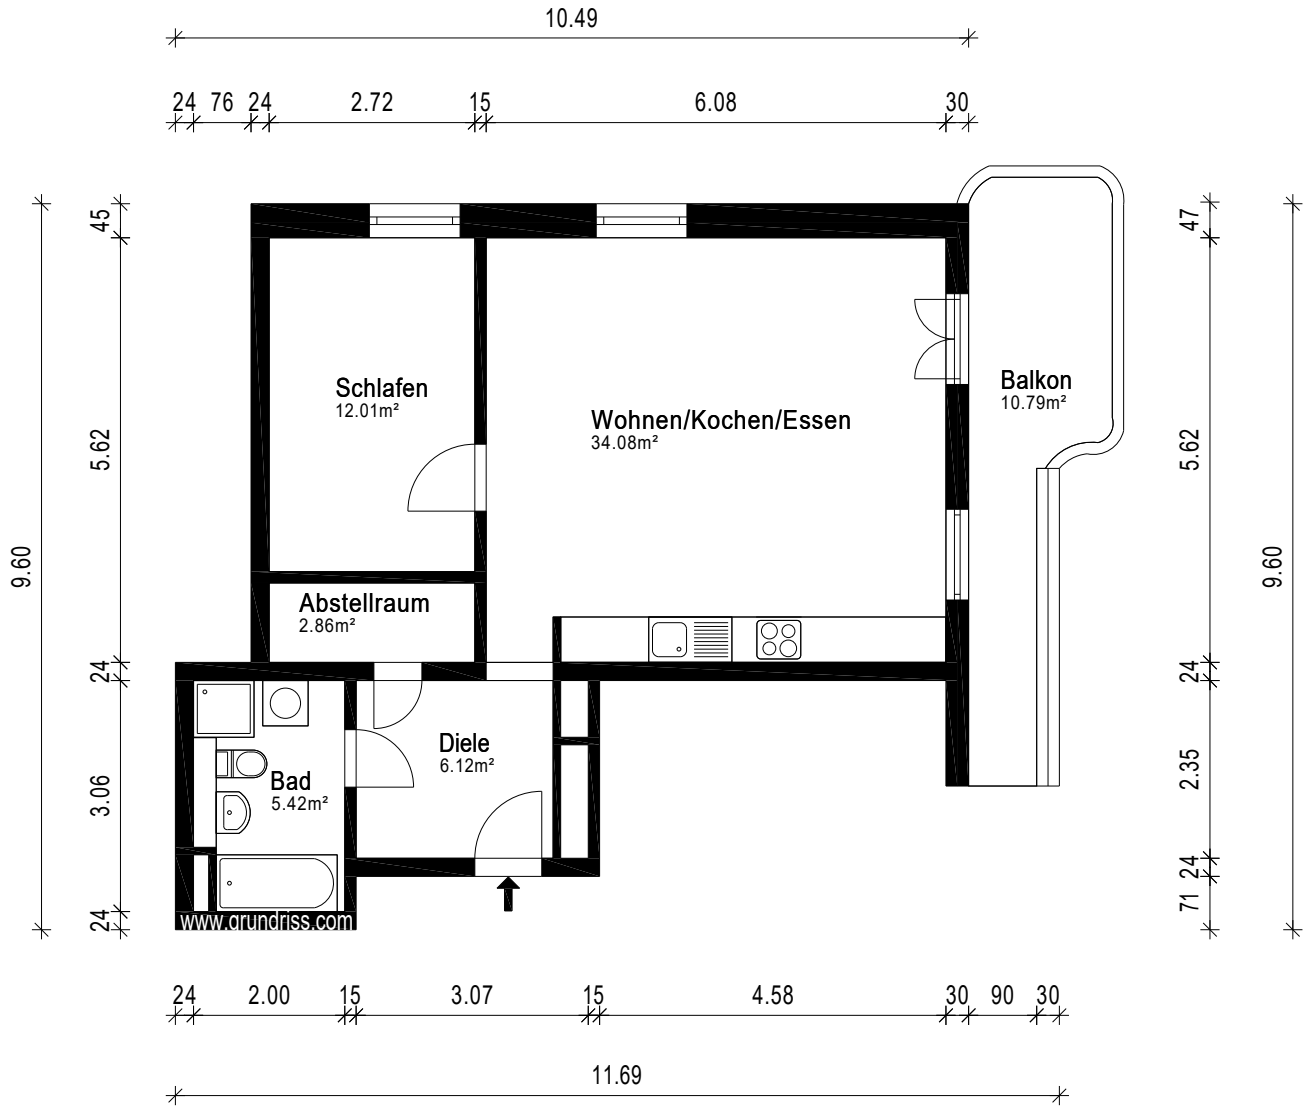 10.49
24 76 24 2.72 15 6.08 30
45
47
Schlafen
12.01m²
Balkon
10.79m²
Wohnen/Kochen/Essen
34.08m²
5.62
5.62
9.60
9.60
Abstellraum
2.86m²
24
24
Diele
6.12m²
Bad
5.42m²
3.06
2.35
24
71
24
www.grundriss.com
24 2.00 15 3.07 15 4.58 30 90 30
11.69